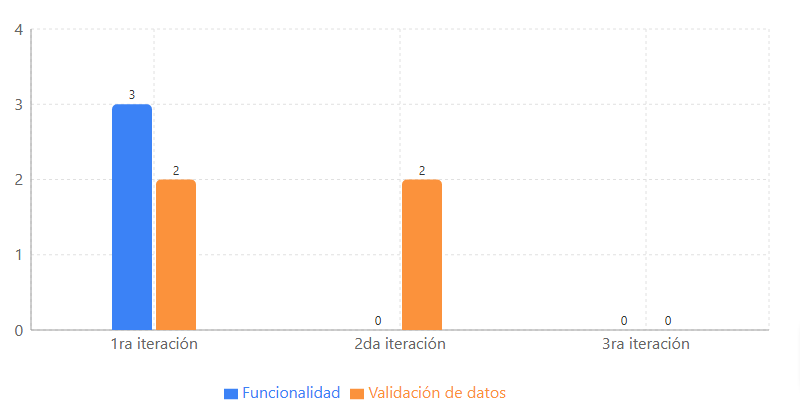 4
3
2
1
0
3
2
0
2
0
0
1ra iteración
2da iteración
3ra iteración
Funcionalidad
Validación de datos